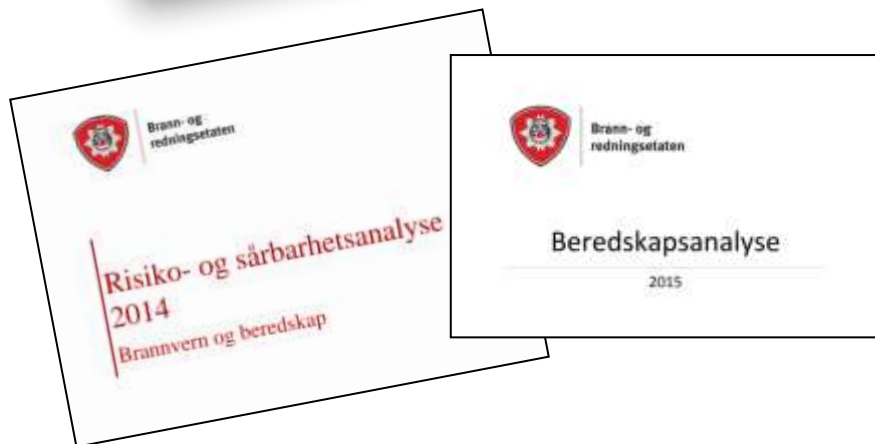 Brann- og
redningsetaten
Risiko- og sårbarhetsanalyse
2014
Brannvern og beredskap
Brann- og
redningsetaten
Beredskapsanalyse
2015